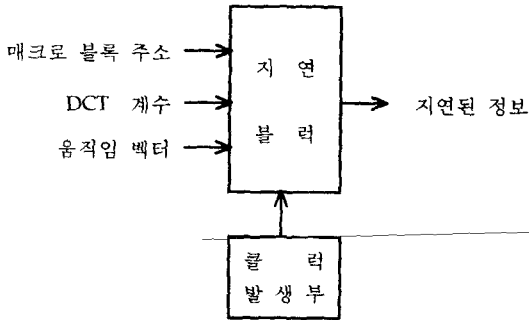 매크로 블록 주소
DCT 계수
움직임 벡터
지 연
블 럭
지연된 정보
클 럭
발 생 부